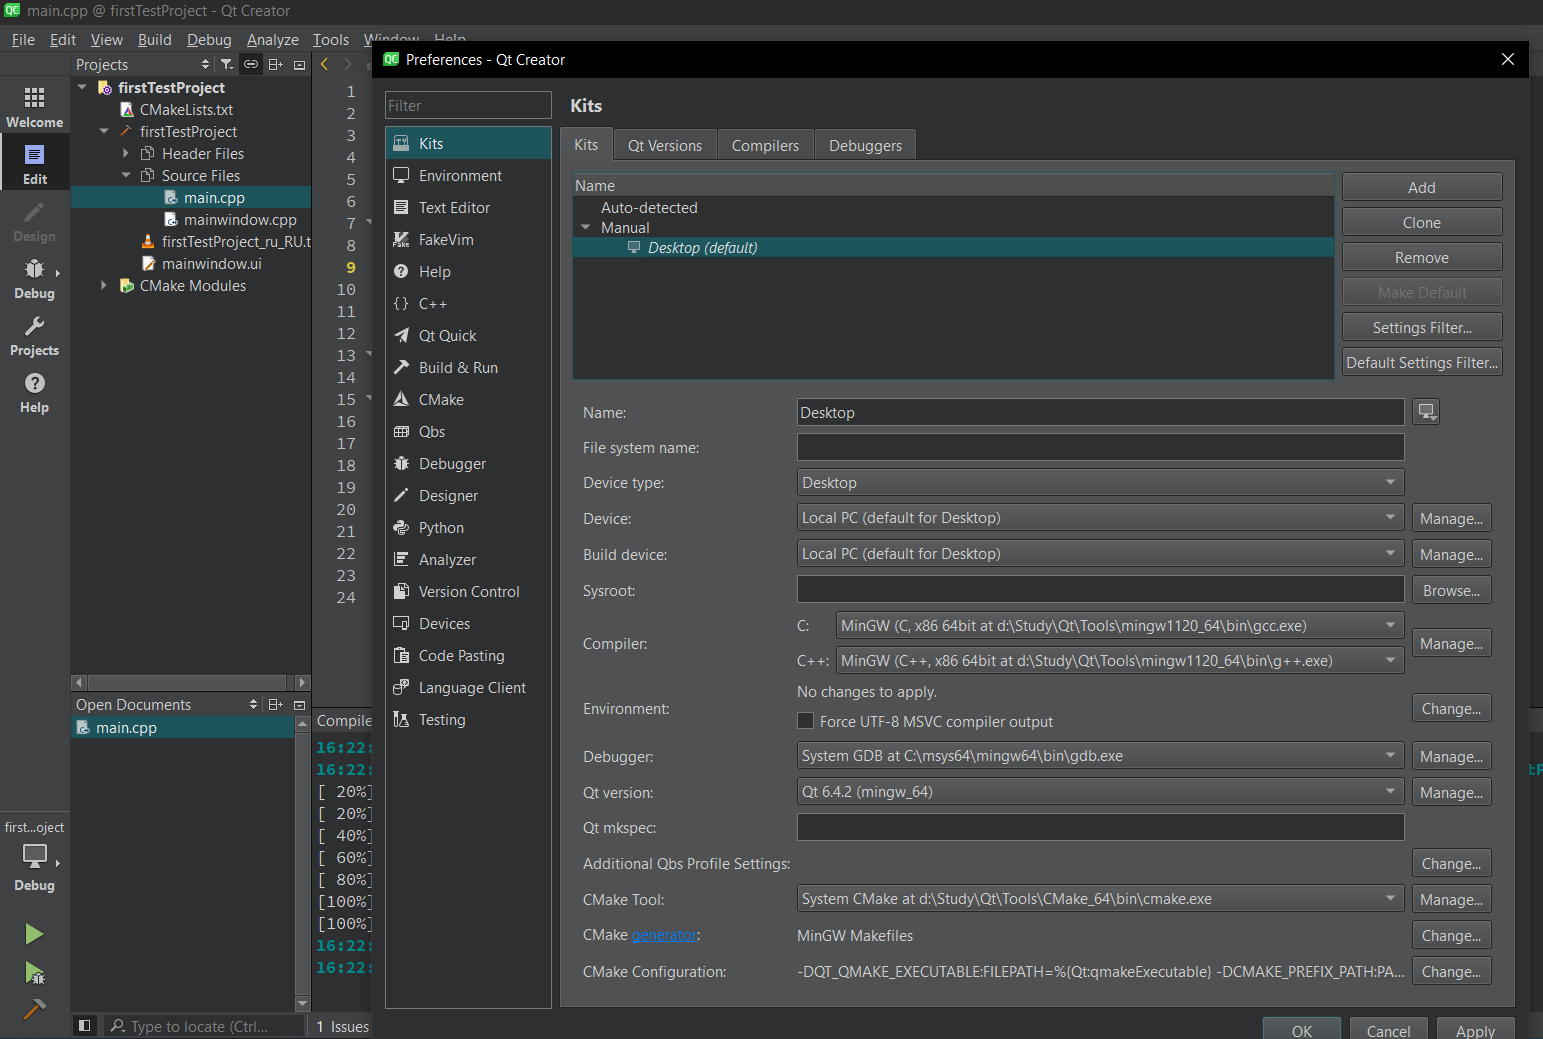 main.cpp @ firstTestProject - Qt Creator
File Edit View Build Debug Analyze Tools Window Help
Projects
Welcome
Edit
Design
Debug
Projects
Help
firstTestProject
CMakeLists.txt
firstTestProject
Header Files
Source Files
main.cpp
mainwindow.cpp
firstTestProject_ru_RU.t
mainwindow.ui
CMake Modules
Open Documents
main.cpp
first...oject
Debug
Type to locate (Ctrl...
1
2
3
4
5
6
7
8
9
10
11
12
13
14
15
16
17
18
19
20
21
22
23
24
Compile
16:22:
16:22:
[ 20%]
[ 20%]
[ 40%]
[ 60%]
[ 80%]
[100%]
[100%]
16:22:
16:22:
1 Issues
Preferences - Qt Creator
Filter
Kits
Environment
Text Editor
FakeVim
Help
C++
Qt Quick
Build & Run
CMake
Qbs
Debugger
Designer
Python
Analyzer
Version Control
Devices
Code Pasting
Language Client
Testing
Kits
Kits Qt Versions Compilers Debuggers
Name
Auto-detected
Manual
Desktop (default)
Add
Clone
Remove
Make Default
Settings Filter...
Default Settings Filter...
Name: Desktop
File system name:
Device type: Desktop
Device: Local PC (default for Desktop) Manage...
Build device: Local PC (default for Desktop) Manage...
Sysroot: Browse...
Compiler:
C: MinGW (C, x86 64bit at d:\Study\Qt\Tools\mingw1120_64\bin\gcc.exe)
C++: MinGW (C++, x86 64bit at d:\Study\Qt\Tools\mingw1120_64\bin\g++.exe)
Manage...
Environment:
No changes to apply.
Force UTF-8 MSVC compiler output
Change...
Debugger: System GDB at C:\msys64\mingw64\bin\gdb.exe Manage...
Qt version: Qt 6.4.2 (mingw_64) Manage...
Qt mkspec:
Additional Qbs Profile Settings: Change...
CMake Tool: System CMake at d:\Study\Qt\Tools\CMake_64\bin\cmake.exe Manage...
CMake generator: MinGW Makefiles Change...
CMake Configuration: -DQT_QMAKE_EXECUTABLE:FILEPATH=%{Qt:qmakeExecutable} -DCMAKE_PREFIX_PATH:PA... Change...
OK Cancel Apply